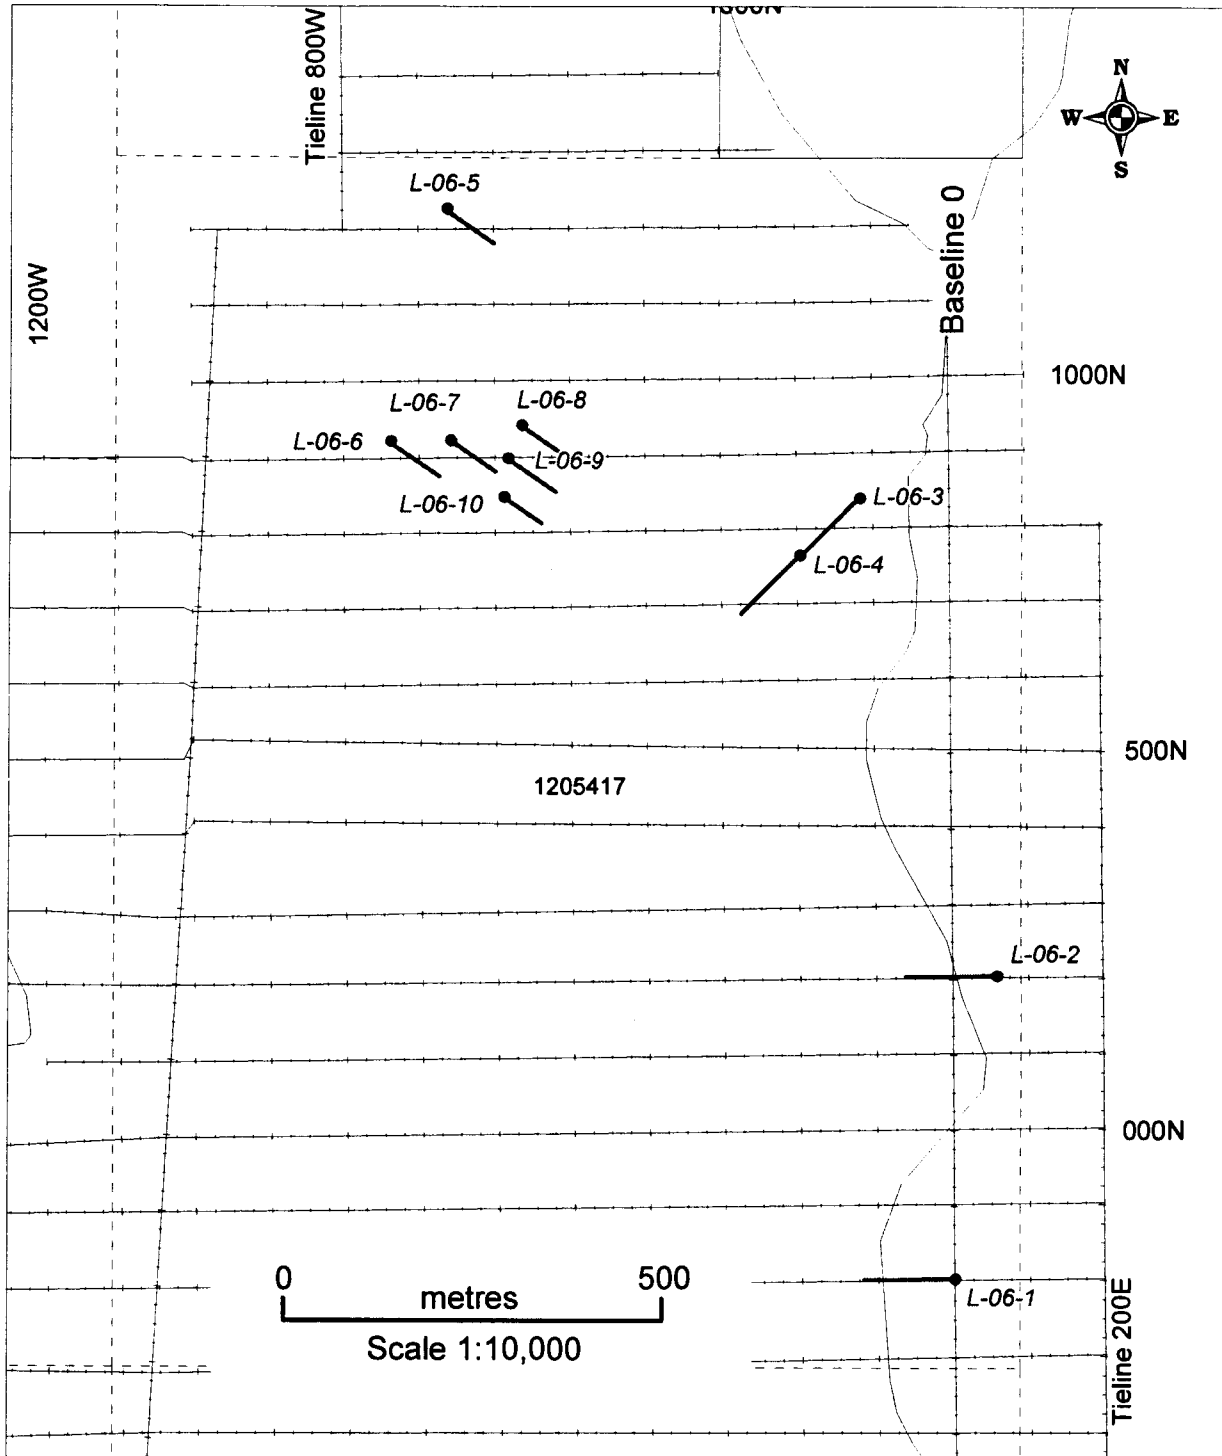 Tieline 800W
N
W
E
S
L-06-5
Baseline 0
1200W
1000N
L-06-7
L-06-8
L-06-6
L-06-9
L-06-10
L-06-3
L-06-4
500N
1205417
L-06-2
000N
0
500
metres
Scale 1:10,000
L-06-1
Tieline 200E